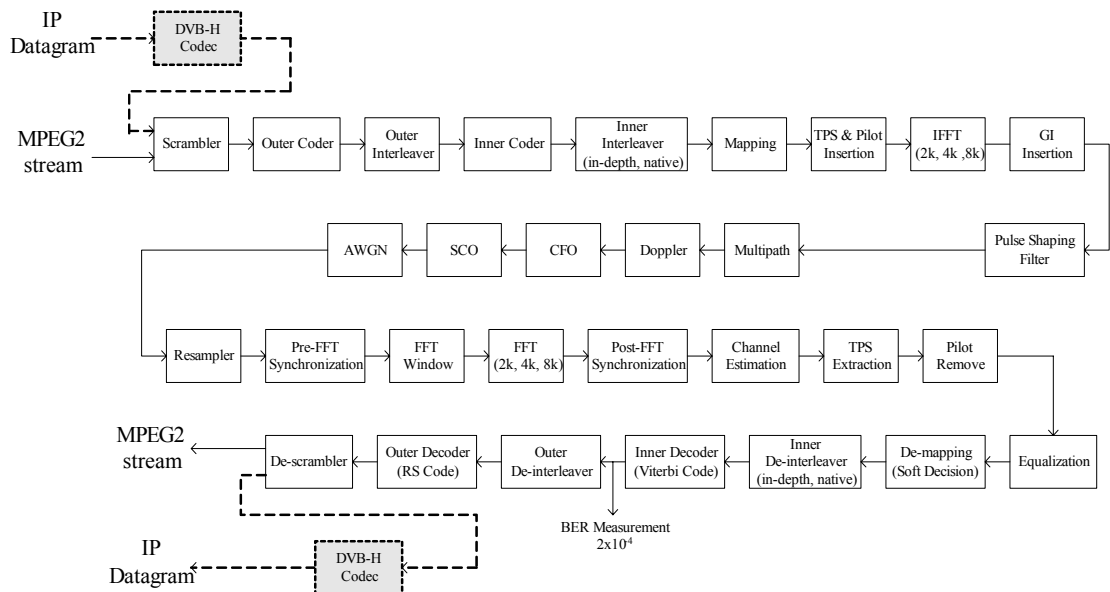 IP
Datagram
DVB-H
Codec
MPEG2
stream
Scrambler
Outer Coder
Outer
Interleaver
Inner Coder
Inner
Interleaver
(in-depth, native)
Mapping
TPS & Pilot
Insertion
IFFT
(2k, 4k ,8k)
GI
Insertion
AWGN
SCO
CFO
Doppler
Multipath
Pulse Shaping
Filter
Resampler
Pre-FFT
Synchronization
FFT
Window
FFT
(2k, 4k, 8k)
Post-FFT
Synchronization
Channel
Estimation
TPS
Extraction
Pilot
Remove
MPEG2
stream
De-scrambler
Outer Decoder
(RS Code)
Outer
De-interleaver
Inner Decoder
(Viterbi Code)
Inner
De-interleaver
(in-depth, native)
De-mapping
(Soft Decision)
Equalization
BER Measurement
2x10⁻⁴
IP
Datagram
DVB-H
Codec